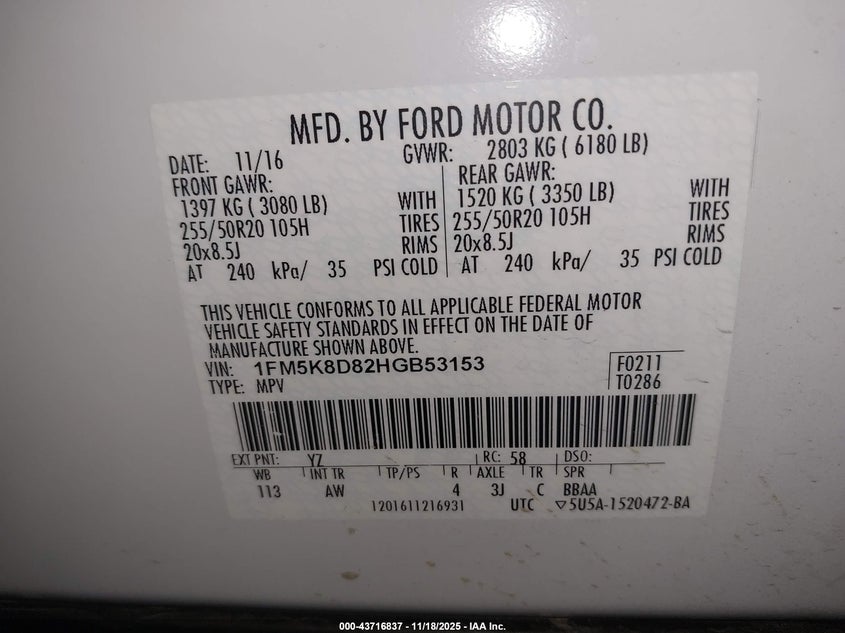 MFD. BY FORD MOTOR CO.
DATE: 11/16 GVWR: 2803 KG ( 6180 LB)
FRONT GAWR: REAR GAWR:
1397 KG ( 3080 LB) WITH 1520 KG ( 3350 LB) WITH
255/50R20 105H TIRES 255/50R20 105H TIRES
20x8.5J RIMS 20x8.5J RIMS
AT 240 kPa/ 35 PSI COLD AT 240 kPa/ 35 PSI COLD
THIS VEHICLE CONFORMS TO ALL APPLICABLE FEDERAL MOTOR
VEHICLE SAFETY STANDARDS IN EFFECT ON THE DATE OF
MANUFACTURE SHOWN ABOVE.
VIN: 1FM5K8D82HGB53153 F0211
TYPE: MPV T0286
EXT PNT: YZ RC: 58 DSO:
WB INT TR TP/PS R AXLE TR SPR
113 AW 4 3J C BBAA
1201611216931 UTC ▽5U5A-1520472-BA
000-43716837 - 11/18/2025 - IAA Inc.